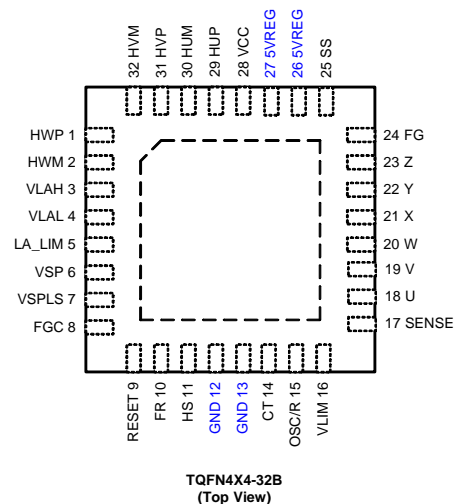 32 HVM
31 HVP
30 HUM
29 HUP
28 VCC
27 5VREG
26 5VREG
25 SS
HWP 1
HWM 2
VLAH 3
VLAL 4
LA_LIM 5
VSP 6
VSPLS 7
FGC 8
24 FG
23 Z
22 Y
21 X
20 W
19 V
18 U
17 SENSE
RESET 9
FR 10
HS 11
GND 12
GND 13
CT 14
OSC/R 15
VLIM 16
TQFN4X4-32B
(Top View)